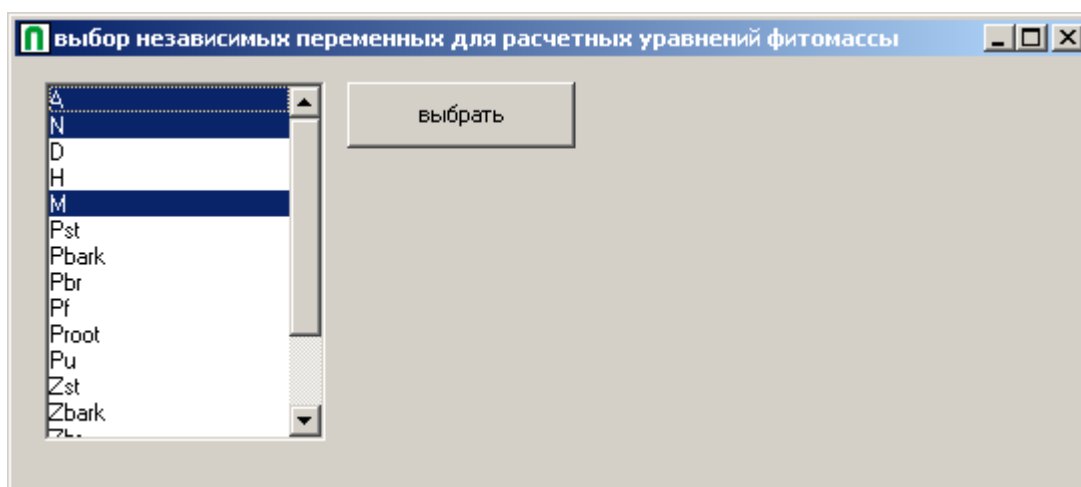 выбор независимых переменных для расчетных уравнений фитомассы
A
выбрать
N
D
H
M
Pst
Pbark
Pbr
Pf
Proot
Pu
Zst
Zbark